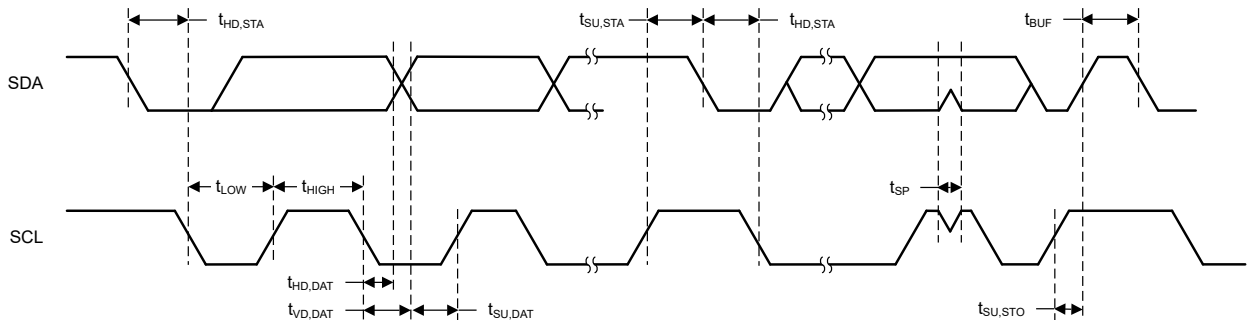 tHD,STA
tSU,STA
tHD,STA
tBUF
SDA
tLOW
tHIGH
tSP
SCL
tHD,DAT
tVD,DAT
tSU,DAT
tSU,STO